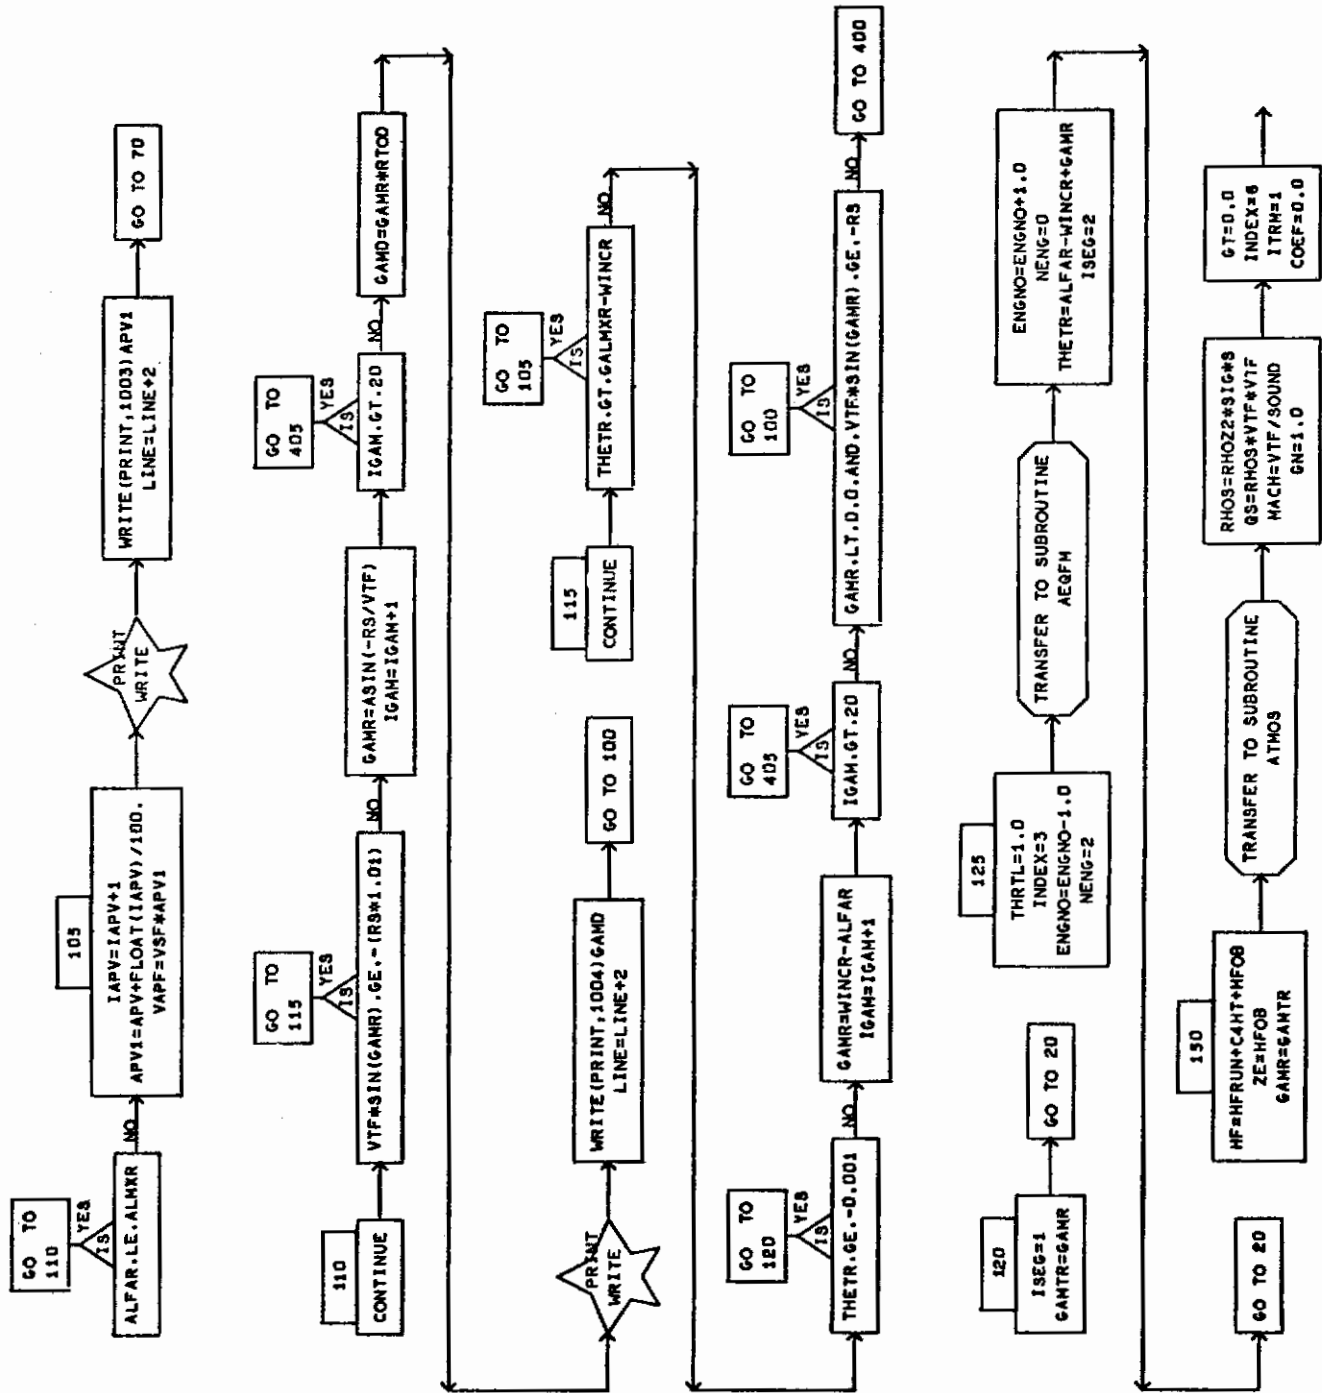 GO TO
110
YES
IS
ALFAR.LE.ALMXR
NO
105
IAPV=IAPV+1
APV1=APV+FLOAT(IAPV)/100.
VAPF=VSF*APV1
PRINT
WRITE
WRITE(PRINT,1003)APV1
LINE=LINE+2
GO TO 70
110
CONTINUE
GO TO
115
YES
IS
VTF*SIN(GAMR).GE.-(RS*1.01)
NO
GAMR=ASIN(-RS/VTF)
IGAM=IGAM+1
GO TO
405
YES
IS
IGAM.GT.20
NO
GAMD=GAMR*RTOD
PRINT
WRITE
WRITE(PRINT,1004)GAMD
LINE=LINE+2
GO TO 100
115
CONTINUE
GO TO
105
YES
IS
THETR.GT.GALMXR-WINCR
NO
GO TO
120
YES
IS
THETR.GE.-0.001
NO
GAMR=WINCR-ALFAR
IGAM=IGAM+1
GO TO
405
YES
IS
IGAM.GT.20
NO
GO TO
100
YES
IS
GAMR.LT.0.0.AND.VTF*SIN(GAMR).GE.-RS
NO
GO TO 400
120
ISEG=1
GAMTR=GAMR
GO TO 20
125
THRTL=1.0
INDEX=3
ENGNO=ENGNO-1.0
NENG=2
TRANSFER TO SUBROUTINE
AEQFM
ENGNO=ENGNO+1.0
NENG=0
THETR=ALFAR-WINCR+GAMR
ISEG=2
GO TO 20
130
HF=HFRUN+C4HT+HFOB
ZE=HFOB
GAMR=GAMTR
TRANSFER TO SUBROUTINE
ATMOS
RHOS=RHOZ2*SIG*S
QS=RHOS*VTF*VTF
MACH=VTF/SOUND
GN=1.0
GT=0.0
INDEX=6
ITRM=1
COEF=0.0